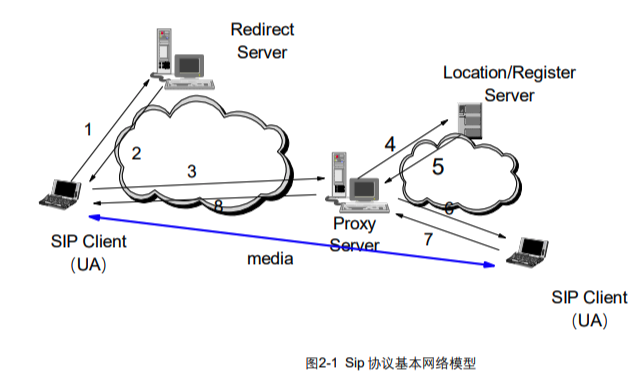 Redirect
Server
Location/Register
Server
1
2
3
4
5
8
6
7
Proxy
Server
SIP Client
（UA）
media
SIP Client
（UA）
图2-1 Sip 协议基本网络模型